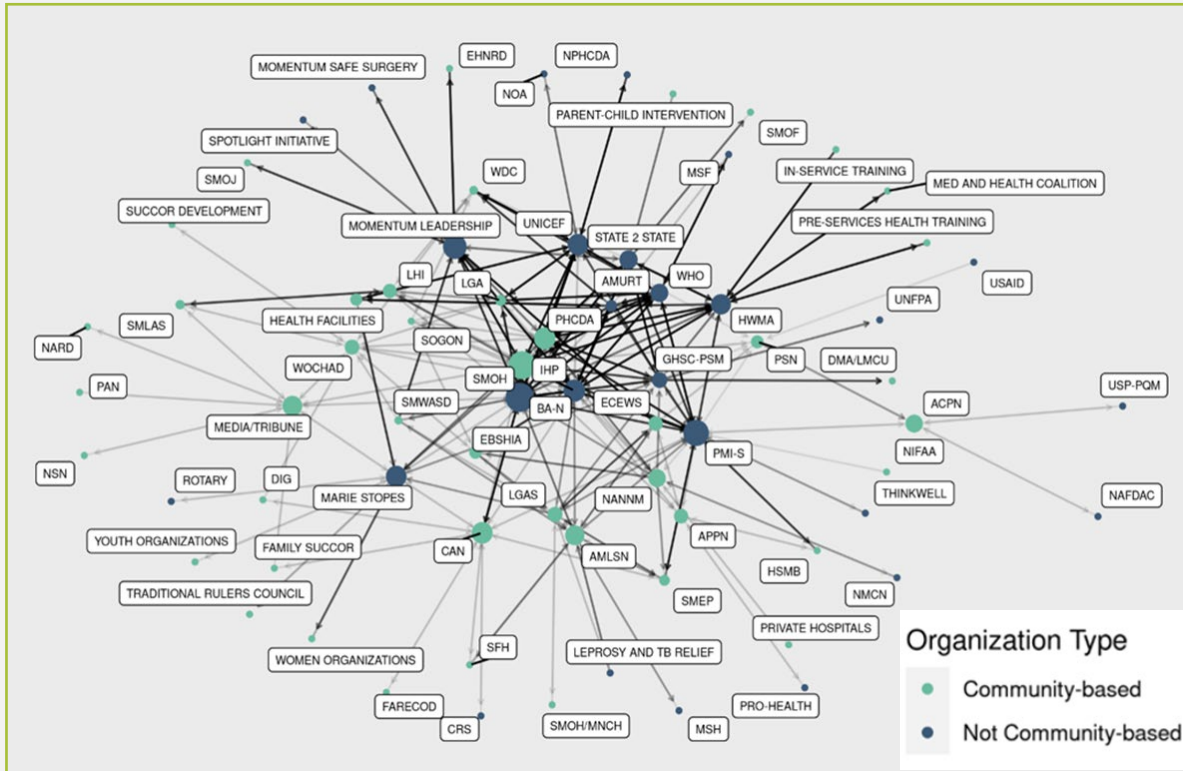 EHNRD
NPHCDA
MOMENTUM SAFE SURGERY
NOA
PARENT-CHILD INTERVENTION
SPOTLIGHT INITIATIVE
SMOF
SMOJ
WDC
MSF
IN-SERVICE TRAINING
MED AND HEALTH COALITION
SUCCOR DEVELOPMENT
MOMENTUM LEADERSHIP
UNICEF
PRE-SERVICES HEALTH TRAINING
STATE 2 STATE
LHI
LGA
AMURT
WHO
USAID
UNFPA
SMLAS
HEALTH FACILITIES
PHCDA
HWMA
NARD
SOGON
WOCHAD
IHP
GHSC-PSM
PSN
DMA/LMCU
SMOH
PAN
USP-PQM
SMWASD
BA-N
ECEWS
ACPN
MEDIA/TRIBUNE
EBSHIA
PMI-S
NIFAA
NSN
ROTARY
DIG
MARIE STOPES
LGAS
NANNM
THINKWELL
NAFDAC
YOUTH ORGANIZATIONS
FAMILY SUCCOR
CAN
AMLSN
APPN
HSMB
TRADITIONAL RULERS COUNCIL
SMEP
NMCN
PRIVATE HOSPITALS
WOMEN ORGANIZATIONS
SFH
LEPROSY AND TB RELIEF
FARECOD
CRS
SMOH/MNCH
MSH
PRO-HEALTH
Organization Type
Community-based
Not Community-based